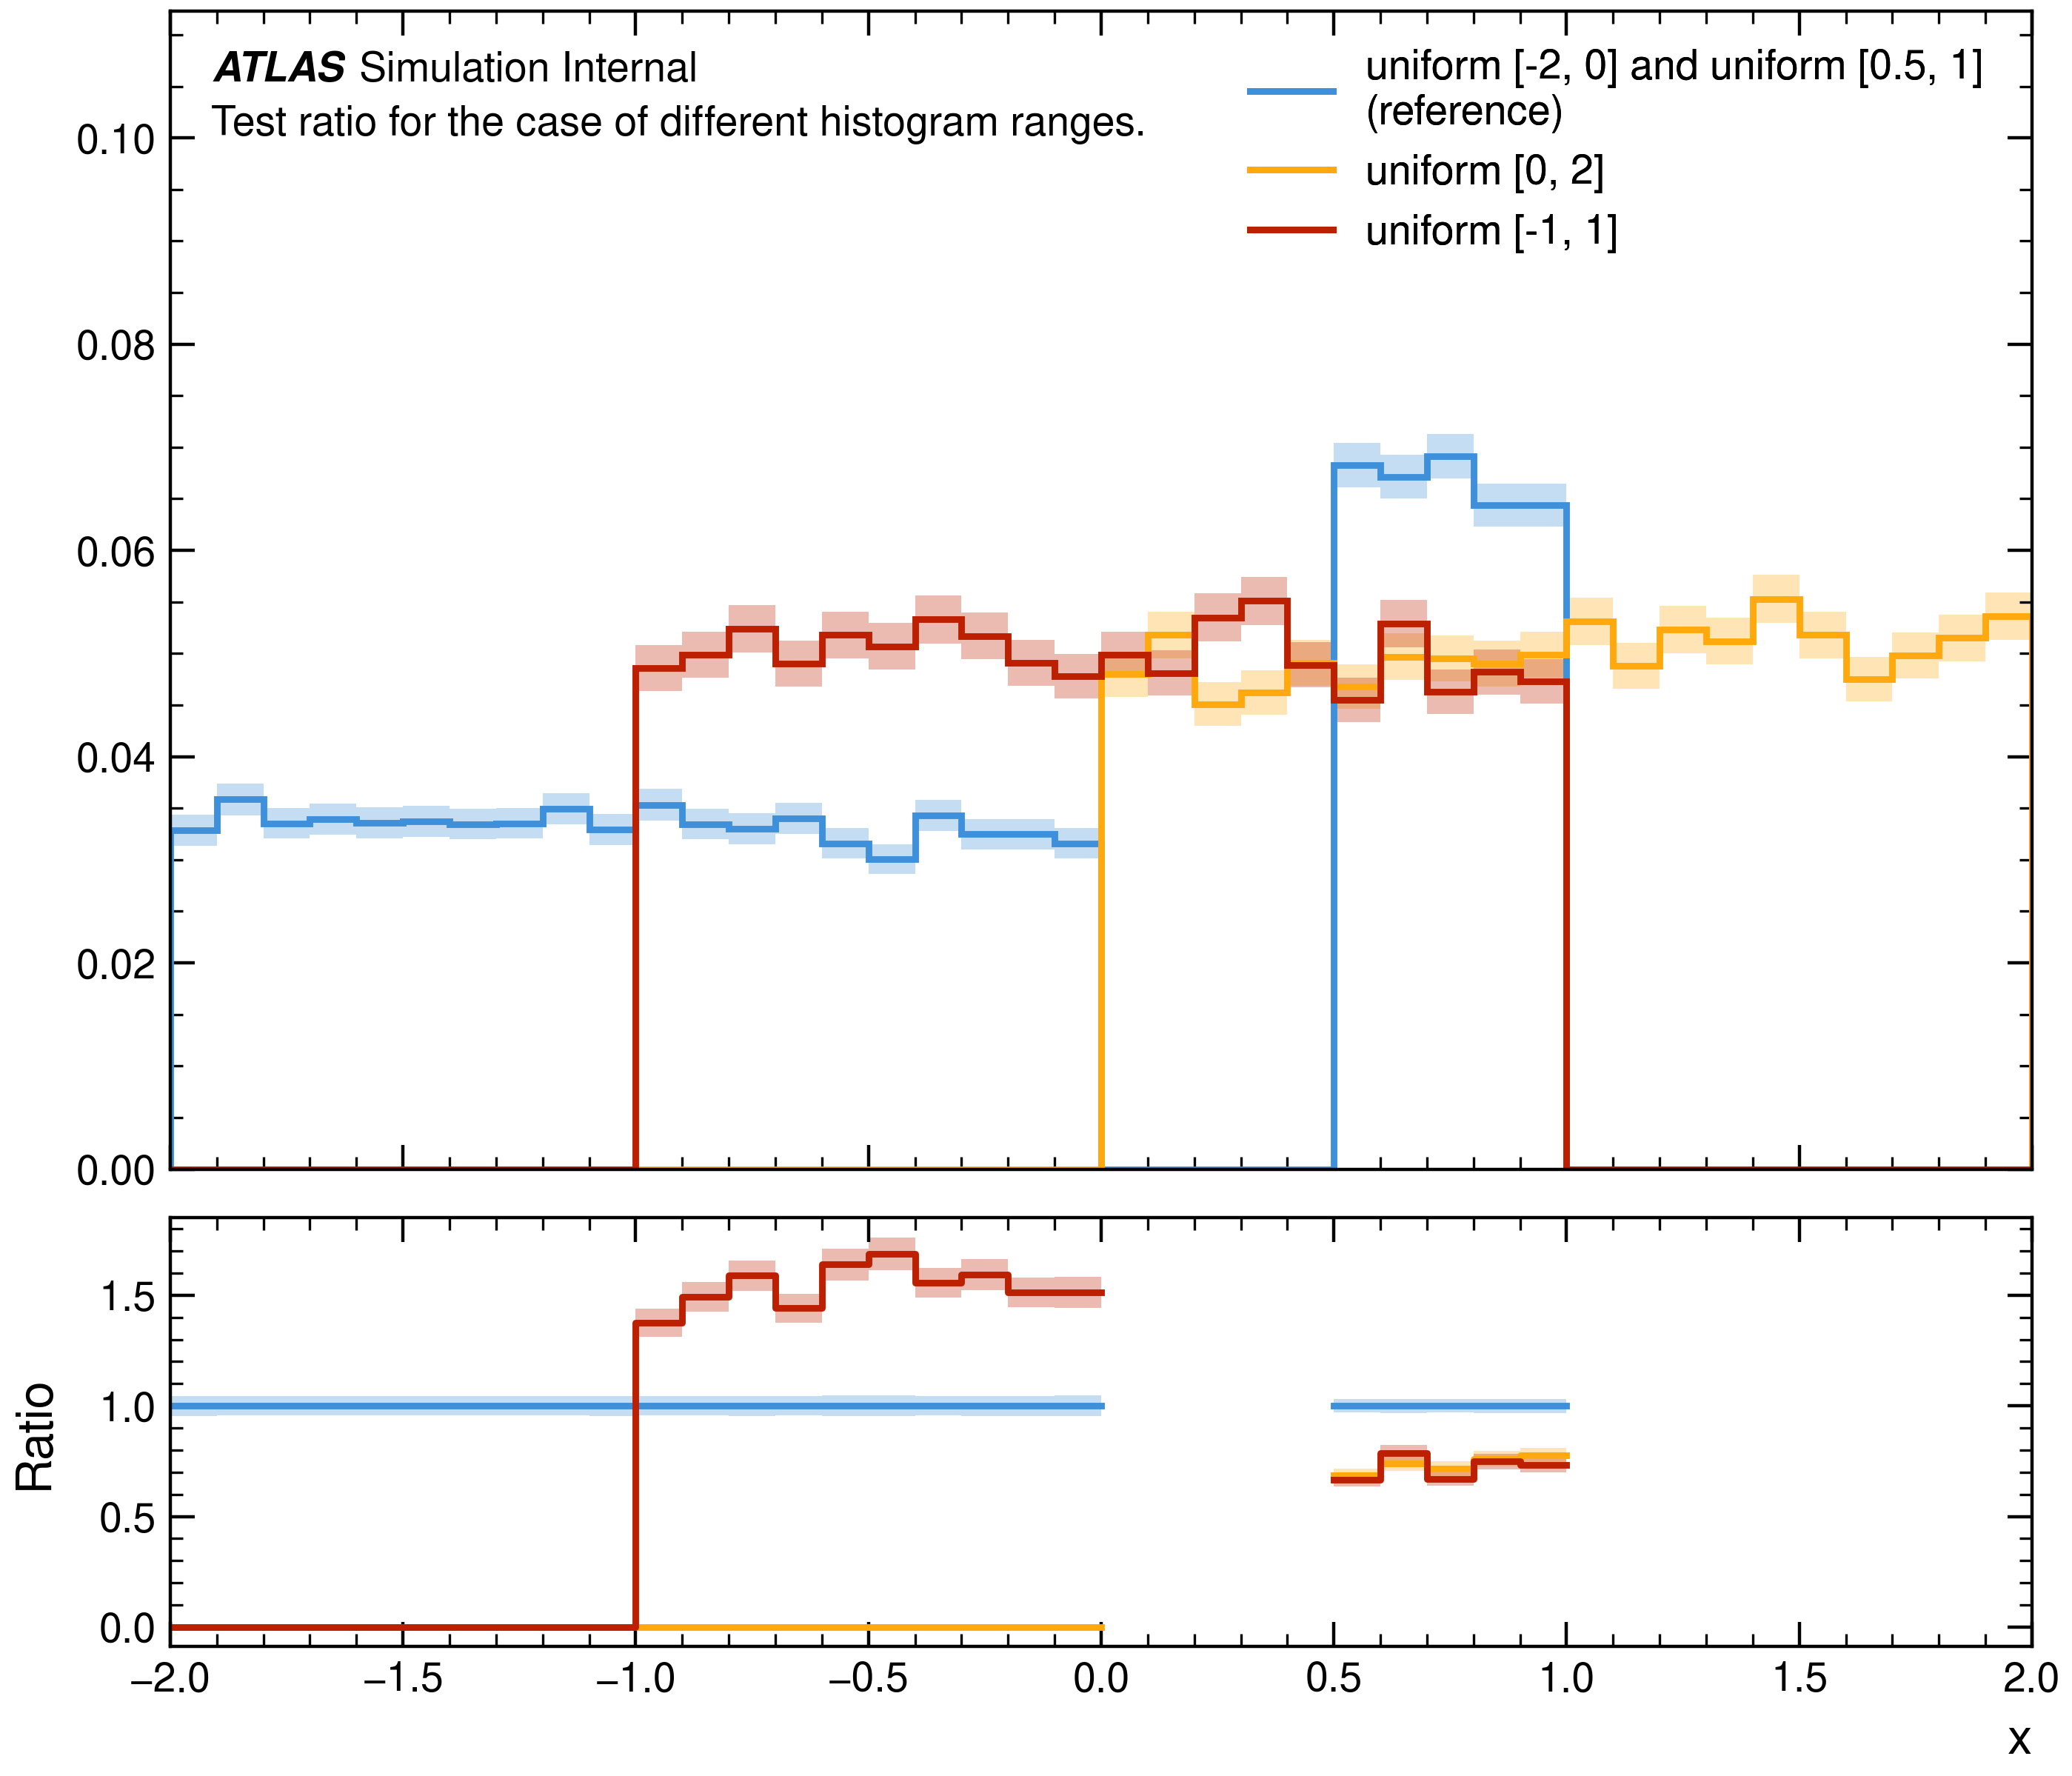 ATLAS Simulation Internal
Test ratio for the case of different histogram ranges.
uniform [-2, 0] and uniform [0.5, 1]
(reference)
uniform [0, 2]
uniform [-1, 1]
0.10
0.08
0.06
0.04
0.02
0.00
Ratio
1.5
1.0
0.5
0.0
−2.0 −1.5 −1.0 −0.5 0.0 0.5 1.0 1.5 2.0
x